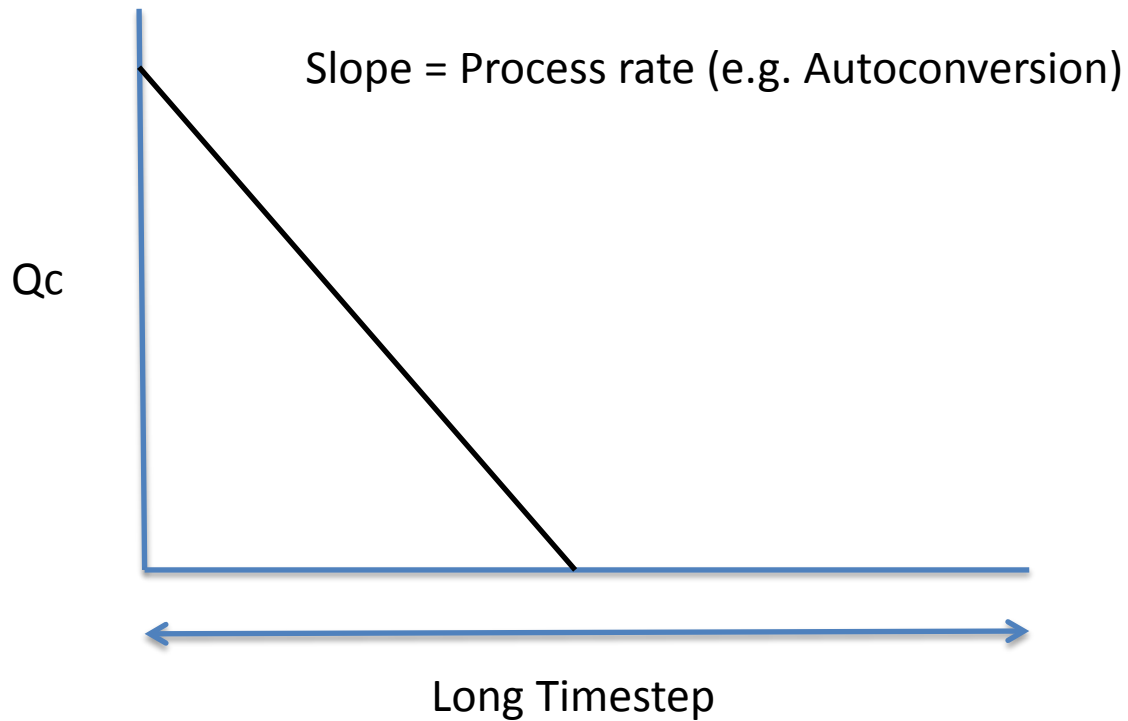 Slope = Process rate (e.g. Autoconversion)
Qc
Long Timestep